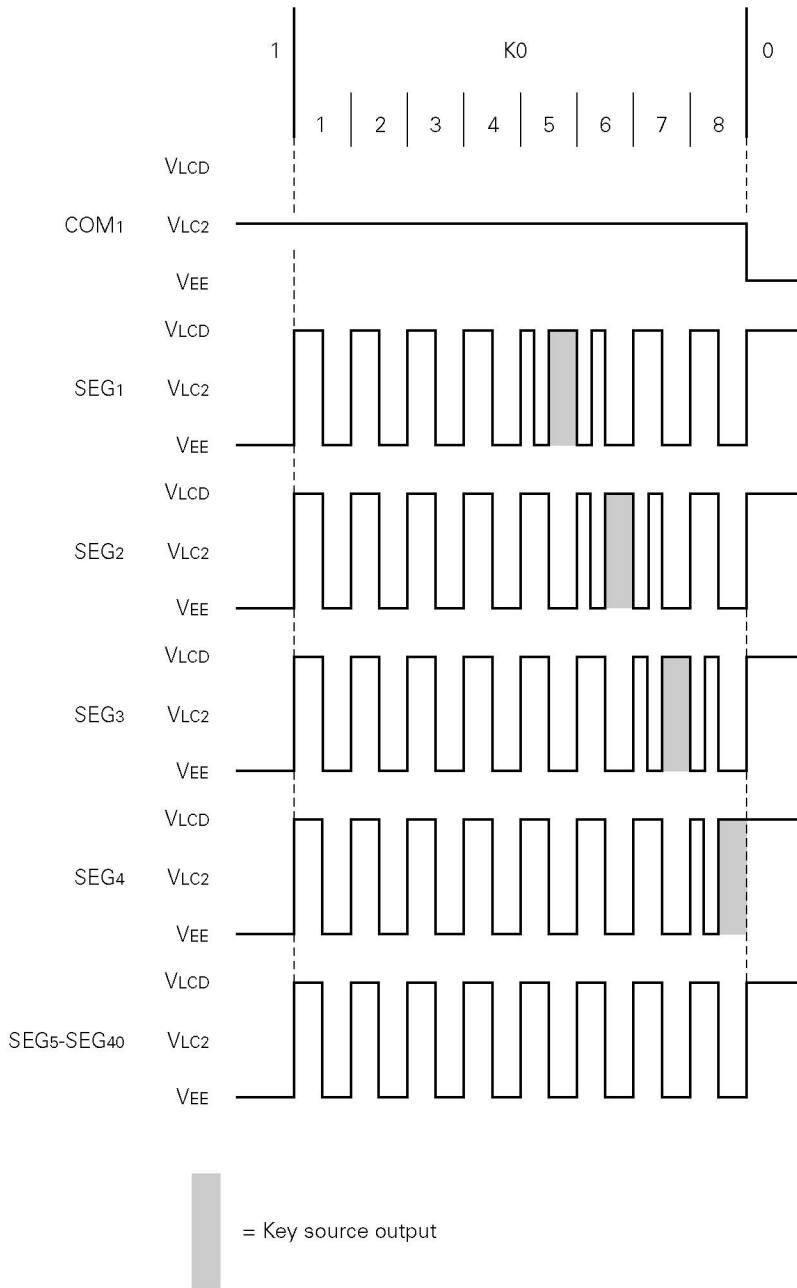 1 K0 0
1 2 3 4 5 6 7 8
VLCD
COM1 VLC2
VEE
VLCD
SEG1 VLC2
VEE
VLCD
SEG2 VLC2
VEE
VLCD
SEG3 VLC2
VEE
VLCD
SEG4 VLC2
VEE
VLCD
SEG5-SEG40 VLC2
VEE
= Key source output